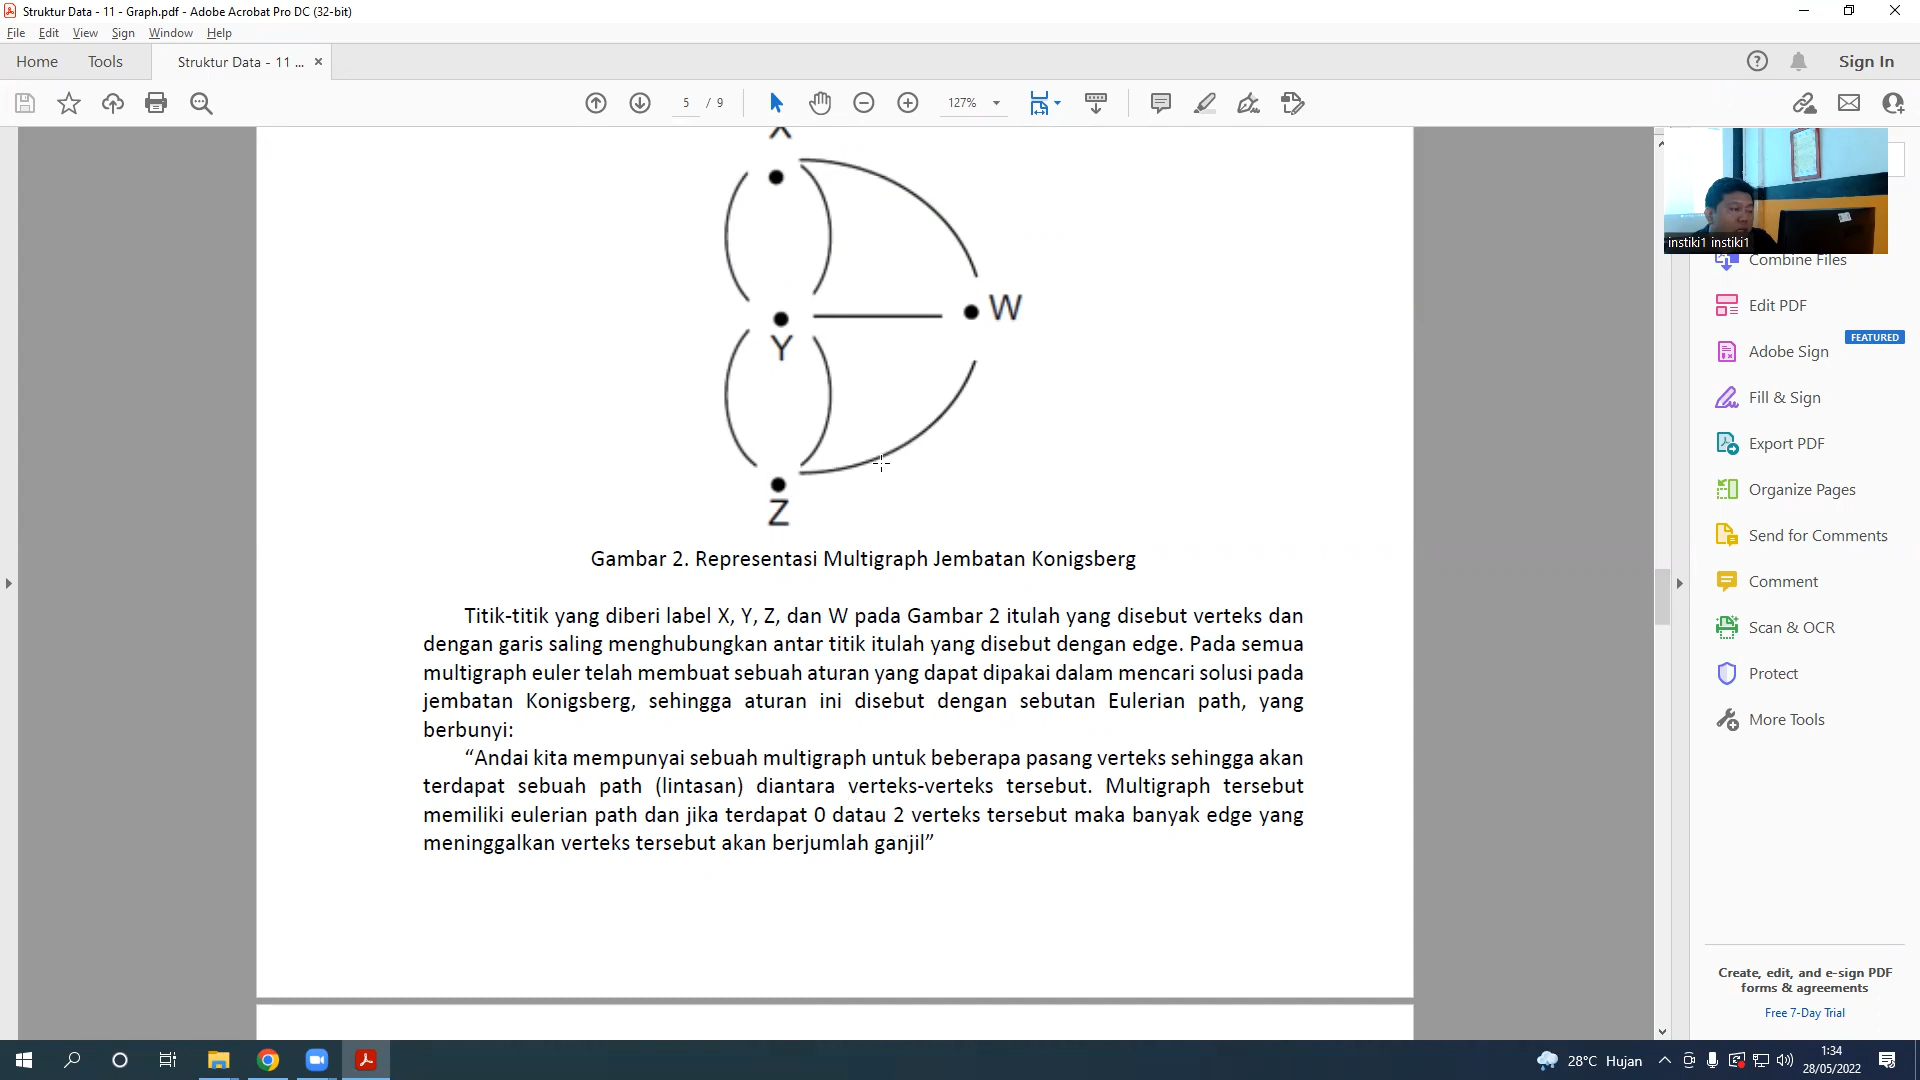 Struktur Data - 11 - Graph.pdf - Adobe Acrobat Pro DC (32-bit)
File Edit View Sign Window Help
Home Tools Struktur Data - 11 ... × Sign In
5 / 9 127%
X
W
Y
Z
Gambar 2. Representasi Multigraph Jembatan Konigsberg
Titik-titik yang diberi label X, Y, Z, dan W pada Gambar 2 itulah yang disebut verteks dan
dengan garis saling menghubungkan antar titik itulah yang disebut dengan edge. Pada semua
multigraph euler telah membuat sebuah aturan yang dapat dipakai dalam mencari solusi pada
jembatan Konigsberg, sehingga aturan ini disebut dengan sebutan Eulerian path, yang
berbunyi:
“Andai kita mempunyai sebuah multigraph untuk beberapa pasang verteks sehingga akan
terdapat sebuah path (lintasan) diantara verteks-verteks tersebut. Multigraph tersebut
memiliki eulerian path dan jika terdapat 0 datau 2 verteks tersebut maka banyak edge yang
meninggalkan verteks tersebut akan berjumlah ganjil”
instiki1 instiki1
Combine Files
Edit PDF
FEATURED
Adobe Sign
Fill & Sign
Export PDF
Organize Pages
Send for Comments
Comment
Scan & OCR
Protect
More Tools
Create, edit, and e-sign PDF
forms & agreements
Free 7-Day Trial
28°C Hujan
1:34
28/05/2022